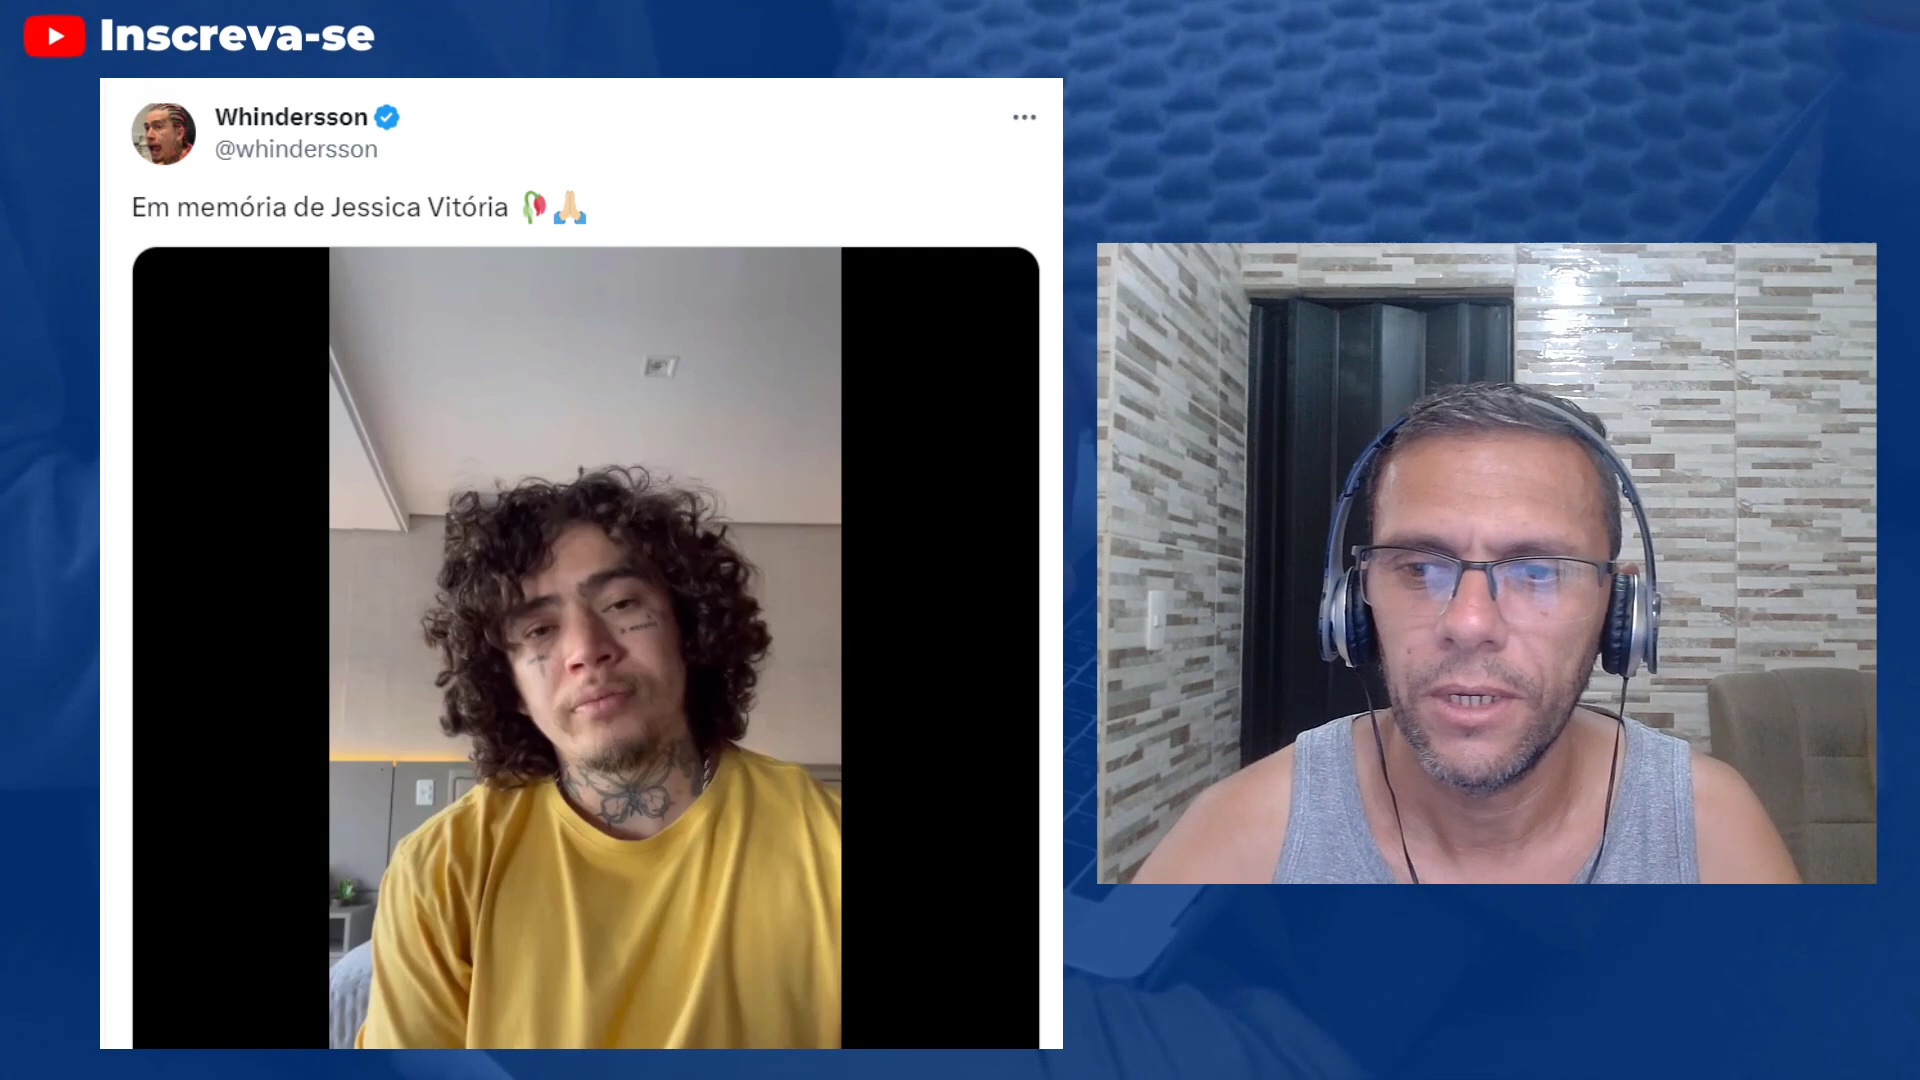 Inscreva-se
Whindersson
@whindersson
Em memória de Jessica Vitória 🥀🙏🏼